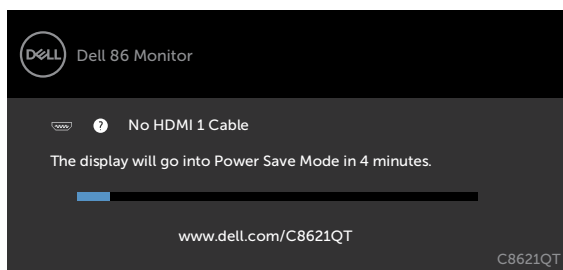 DELL
Dell 86 Monitor
? No HDMI 1 Cable
The display will go into Power Save Mode in 4 minutes.
www.dell.com/C8621QT
C8621QT